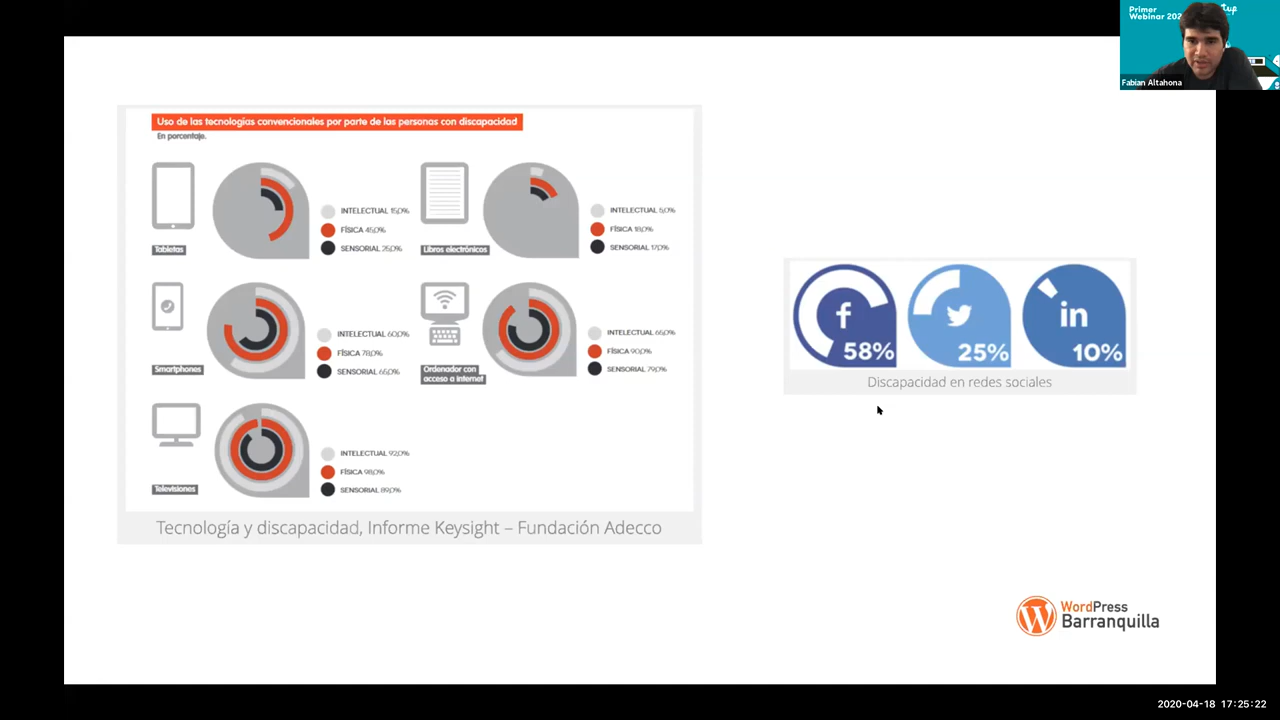 Primer
Webinar 202
tup
Fabian Altahona
Uso de las tecnologías convencionales por parte de las personas con discapacidad
En porcentaje.
INTELECTUAL 15,0%
FÍSICA 45,0%
SENSORIAL 25,0%
Tabletas
INTELECTUAL 5,0%
FÍSICA 18,0%
SENSORIAL 17,0%
Libros electrónicos
INTELECTUAL 60,0%
FÍSICA 78,0%
SENSORIAL 65,0%
Smartphones
INTELECTUAL 65,0%
FÍSICA 90,0%
SENSORIAL 79,0%
Ordenador con
acceso a internet
INTELECTUAL 92,0%
FÍSICA 98,0%
SENSORIAL 89,0%
Televisiones
Tecnología y discapacidad, Informe Keysight – Fundación Adecco
f
58%
25%
in
10%
Discapacidad en redes sociales
WordPress
Barranquilla
2020-04-18 17:25:22